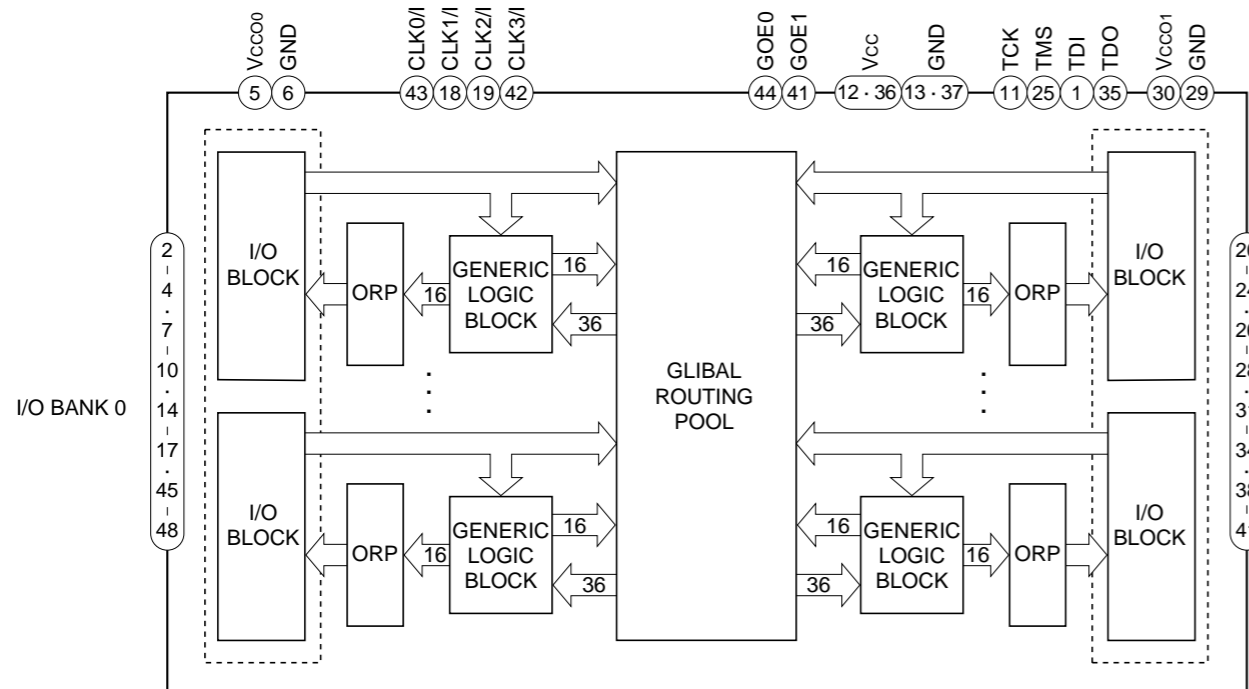 VCCO0
GND
CLK0/I
CLK1/I
CLK2/I
CLK3/I
GOE0
GOE1
VCC
GND
TCK
TMS
TDI
TDO
VCCO1
GND
5
6
43
18
19
42
44
41
12 · 36
13 · 37
11
25
1
35
30
29
I/O BANK 0
2
–
4
·
7
–
10
·
14
–
17
·
45
–
48
I/O
BLOCK
ORP
16
GENERIC
LOGIC
BLOCK
16
36
I/O
BLOCK
ORP
16
GENERIC
LOGIC
BLOCK
16
36
GLIBAL
ROUTING
POOL
16
36
GENERIC
LOGIC
BLOCK
16
ORP
I/O
BLOCK
16
36
GENERIC
LOGIC
BLOCK
16
ORP
I/O
BLOCK